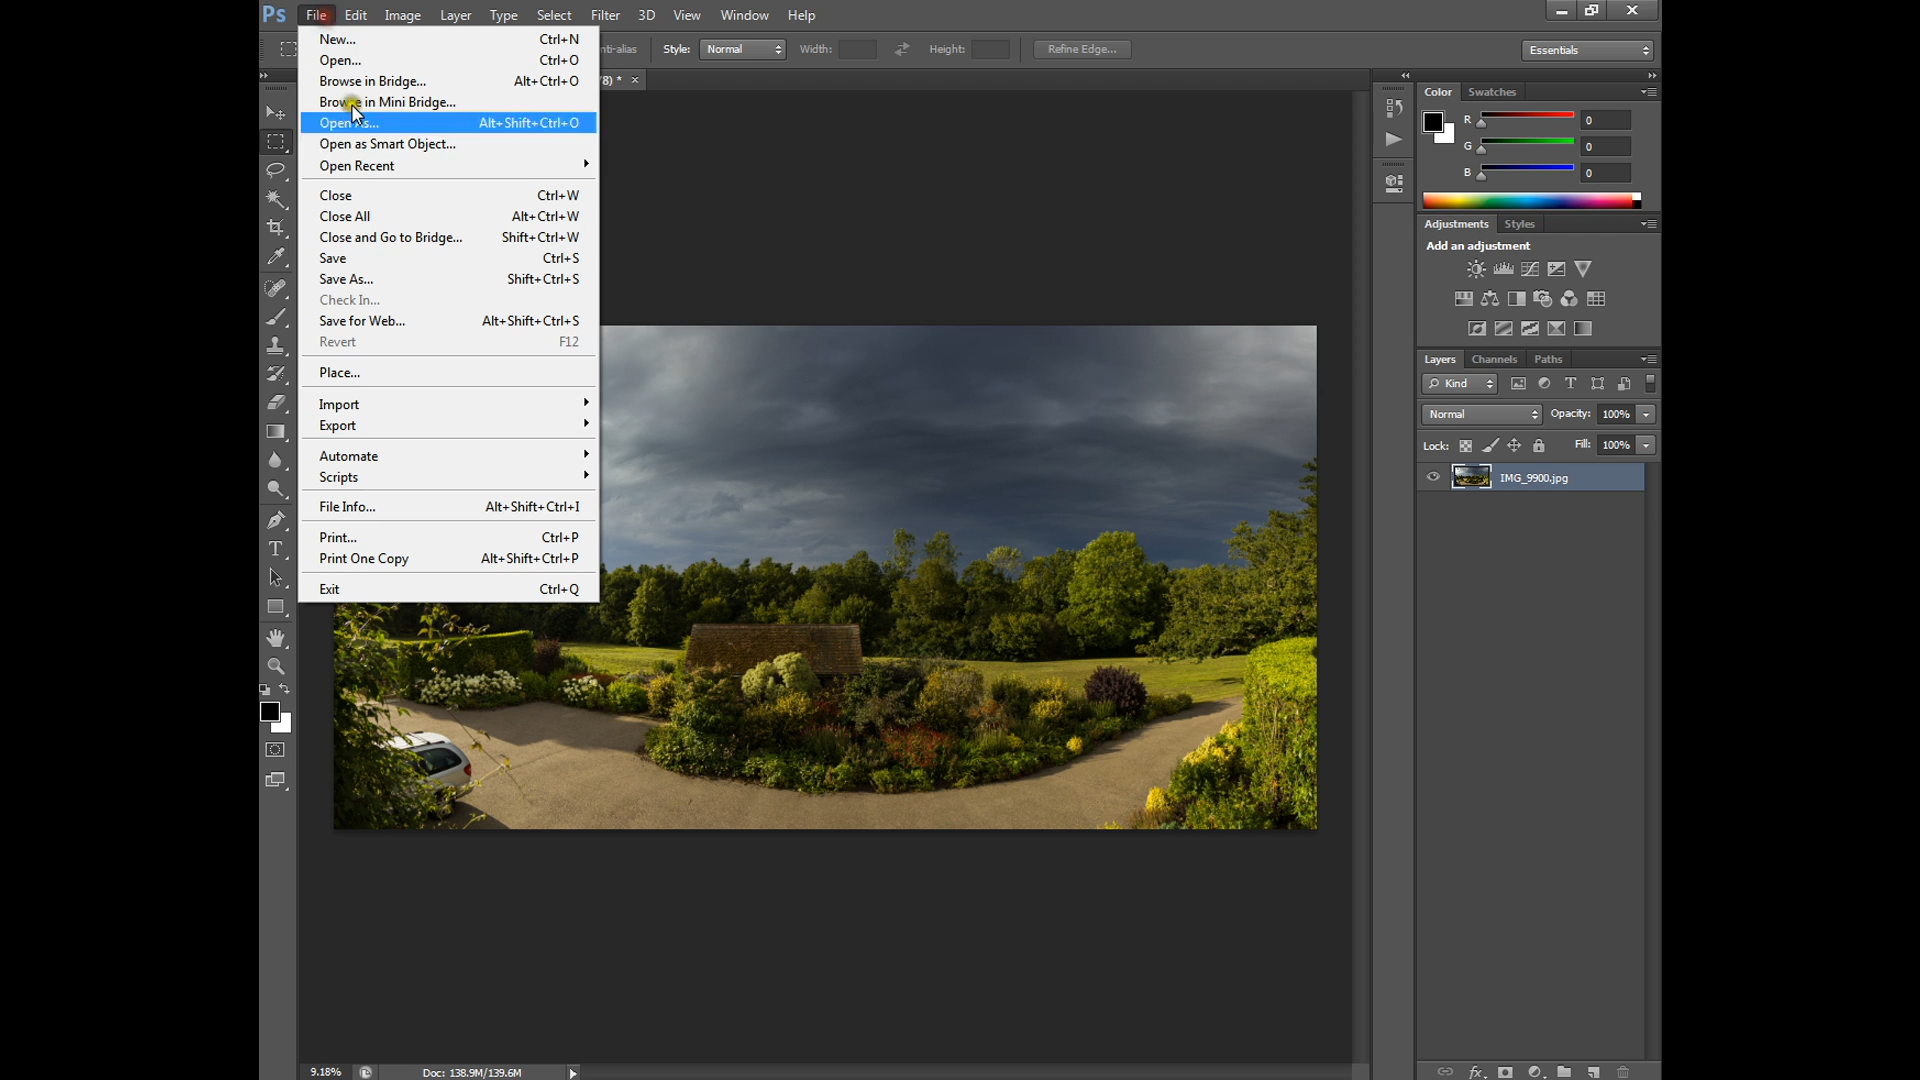 Ps File Edit Image Layer Type Select Filter 3D View Window Help
nti-alias Style: Normal Width: Height: Refine Edge... Essentials
/8) * ×
New... Ctrl+N
Open... Ctrl+O
Browse in Bridge... Alt+Ctrl+O
Browse in Mini Bridge...
Open As... Alt+Shift+Ctrl+O
Open as Smart Object...
Open Recent
Close Ctrl+W
Close All Alt+Ctrl+W
Close and Go to Bridge... Shift+Ctrl+W
Save Ctrl+S
Save As... Shift+Ctrl+S
Check In...
Save for Web... Alt+Shift+Ctrl+S
Revert F12
Place...
Import
Export
Automate
Scripts
File Info... Alt+Shift+Ctrl+I
Print... Ctrl+P
Print One Copy Alt+Shift+Ctrl+P
Exit Ctrl+Q
Color Swatches
R 0
G 0
B 0
Adjustments Styles
Add an adjustment
Layers Channels Paths
Kind
Normal Opacity: 100%
Lock: Fill: 100%
IMG_9900.jpg
9.18% Doc: 138.9M/139.6M
fx